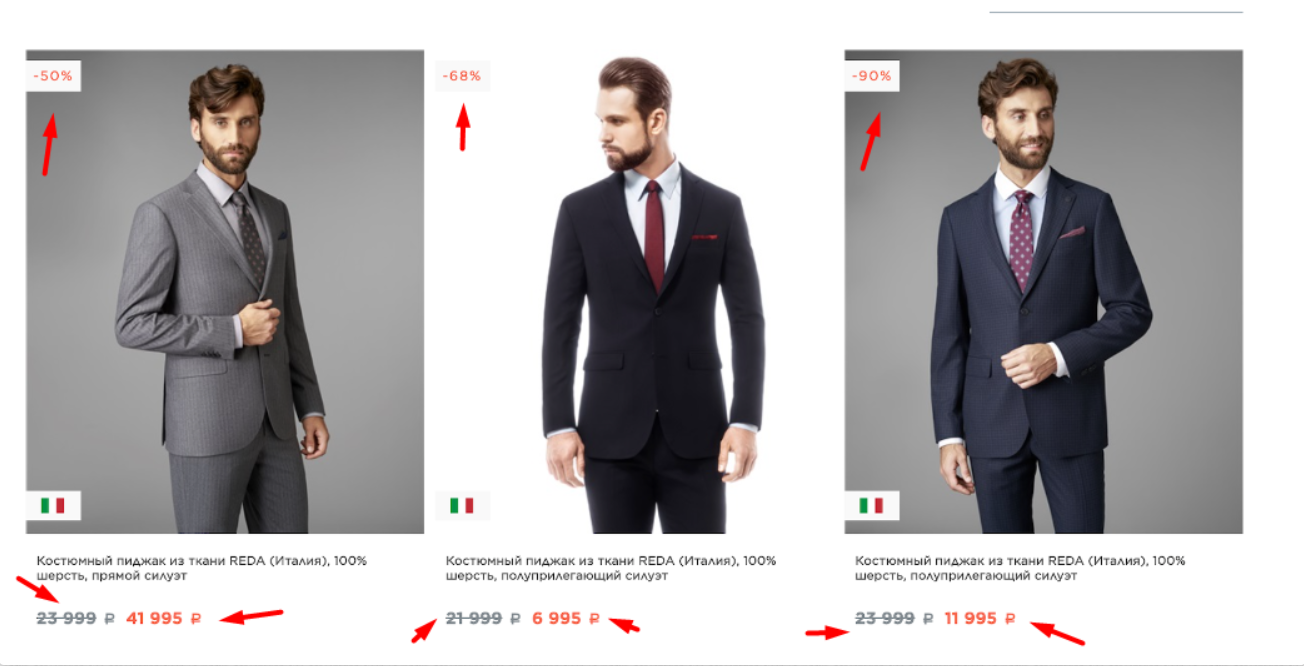 -50%
-68%
-90%
Костюмный пиджак из ткани REDA (Италия), 100%
шерсть, прямой силуэт
23 999 ₽ 41 995 ₽
Костюмный пиджак из ткани REDA (Италия), 100%
шерсть, полуприлегающий силуэт
21 999 ₽ 6 995 ₽
Костюмный пиджак из ткани REDA (Италия), 100%
шерсть, полуприлегающий силуэт
23 999 ₽ 11 995 ₽